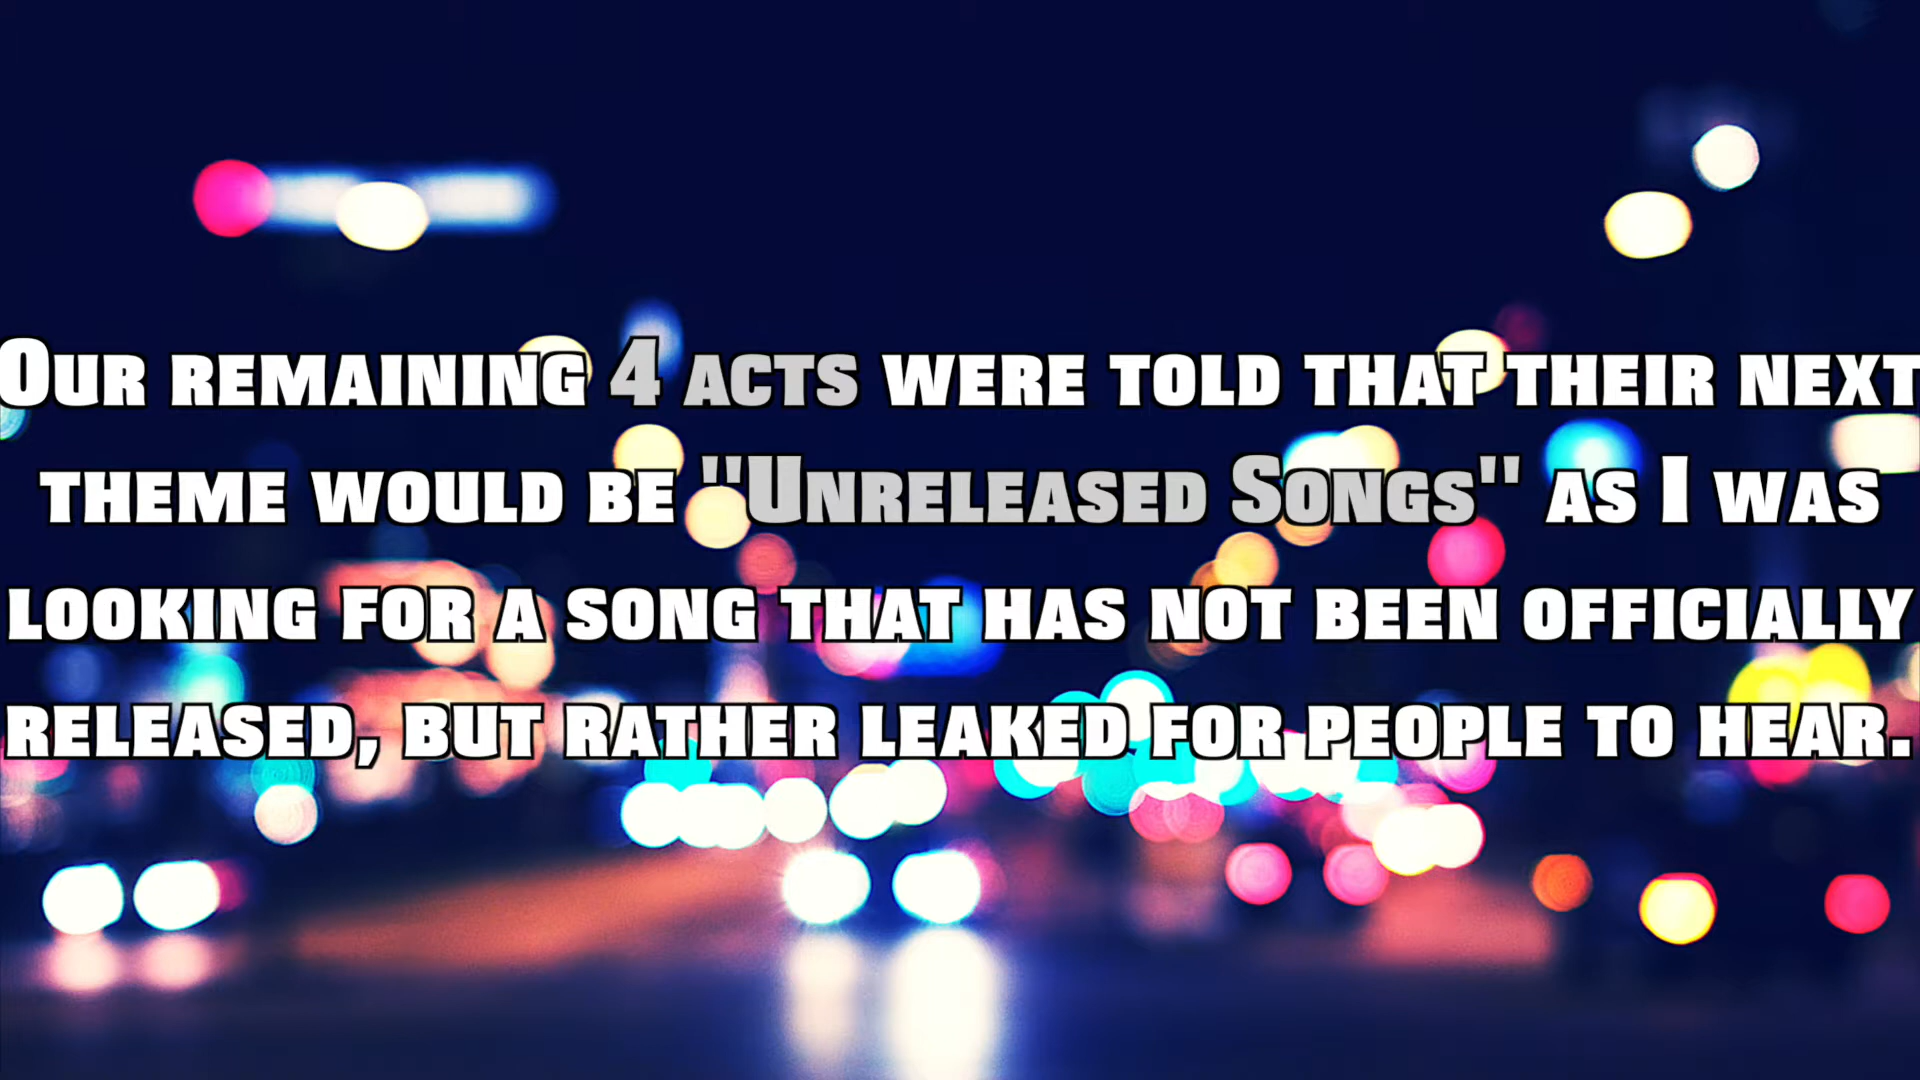 Our remaining 4 acts were told that their next
theme would be "Unreleased Songs" as I was
looking for a song that has not been officially
released, but rather leaked for people to hear.